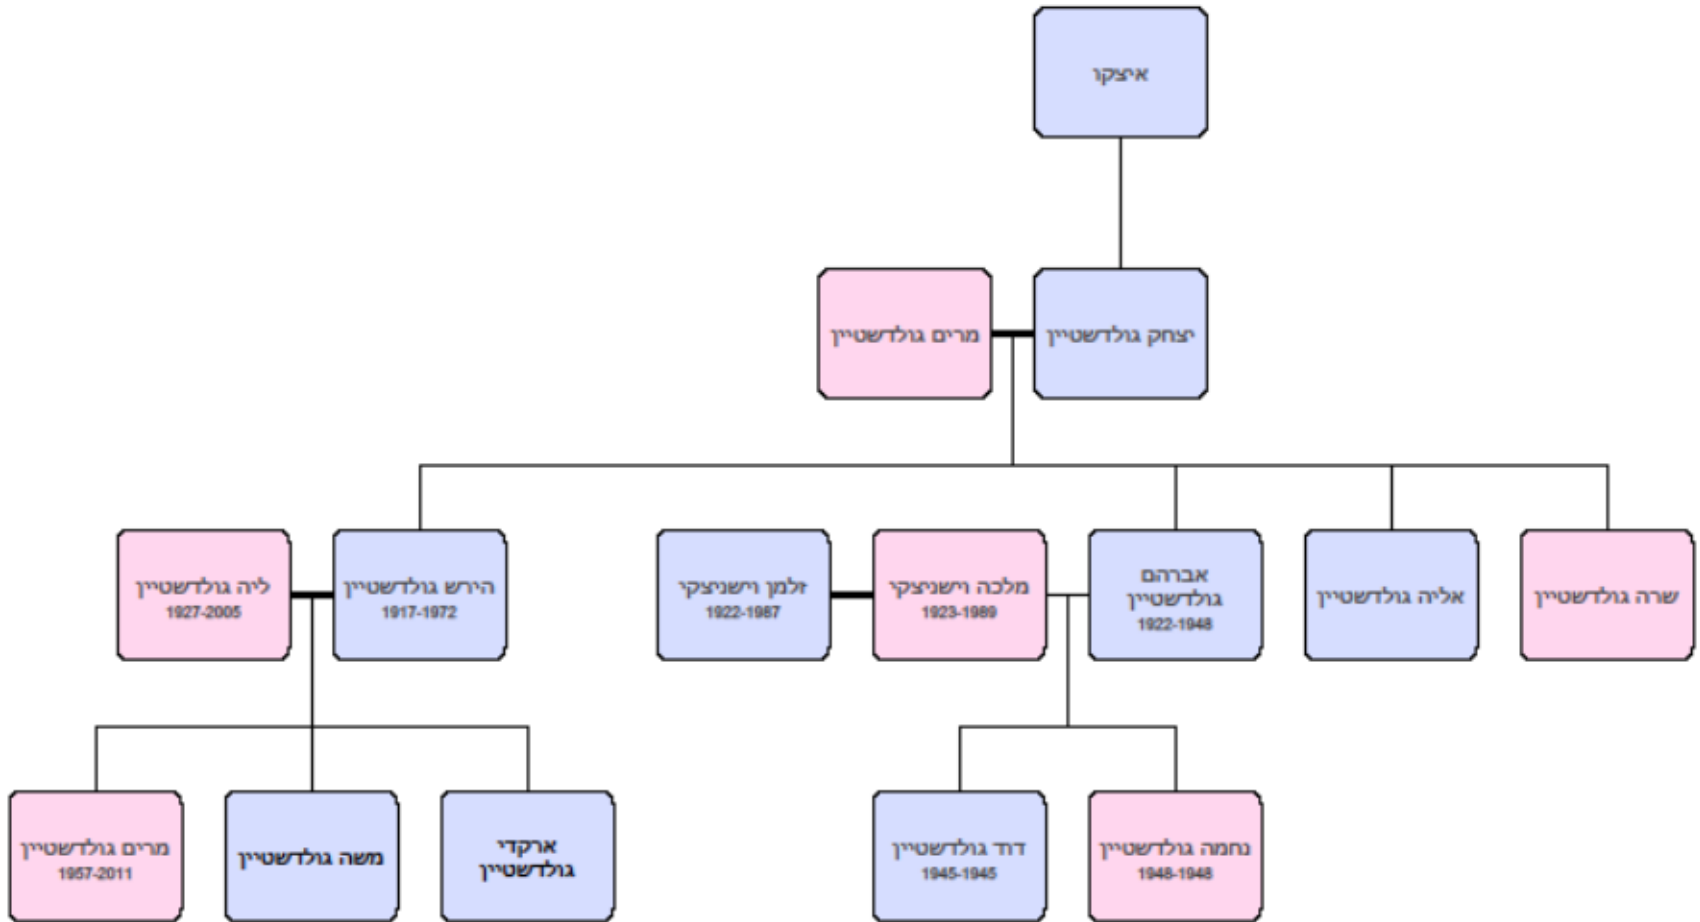 איצקו
יצחק גולדשטיין
מרים גולדשטיין
שרה גולדשטיין
אליה גולדשטיין
אברהם
גולדשטיין
1922-1948
מלכה וישניצקי
1923-1989
זלמן וישניצקי
1922-1987
הירש גולדשטיין
1917-1972
ליה גולדשטיין
1927-2005
נחמה גולדשטיין
1948-1948
דוד גולדשטיין
1945-1945
ארקדי
גולדשטיין
משה גולדשטיין
מרים גולדשטיין
1957-2011